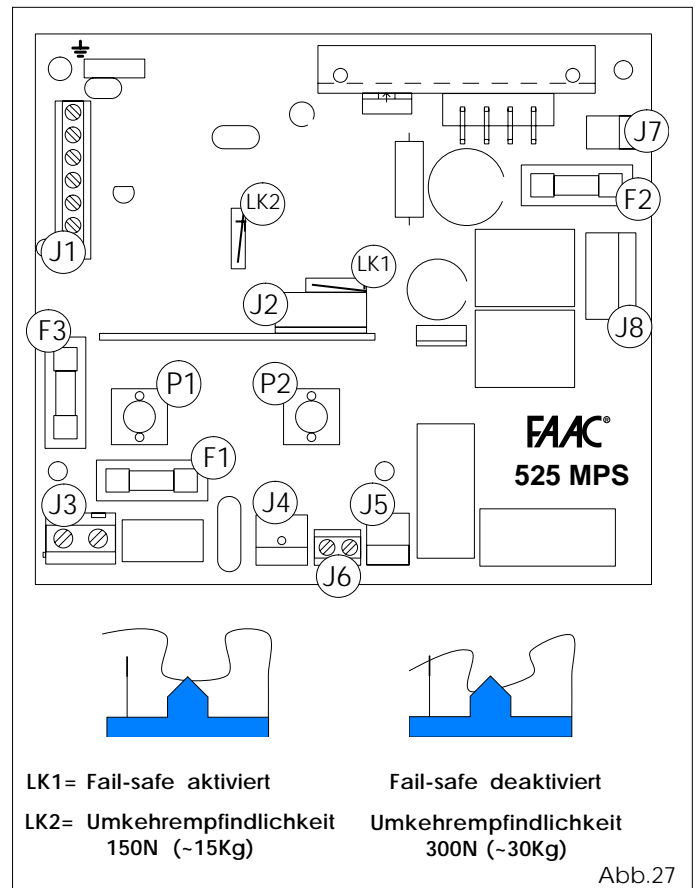 J7
F2
LK2
J1
LK1
J2
J8
F3
P1
P2
FAAC®
525 MPS
F1
J3
J4
J5
J6
LK1= Fail-safe aktiviert
Fail-safe deaktiviert
LK2= Umkehrempfindlichkeit
150N (~15Kg)
Umkehrempfindlichkeit
300N (~30Kg)
Abb.27